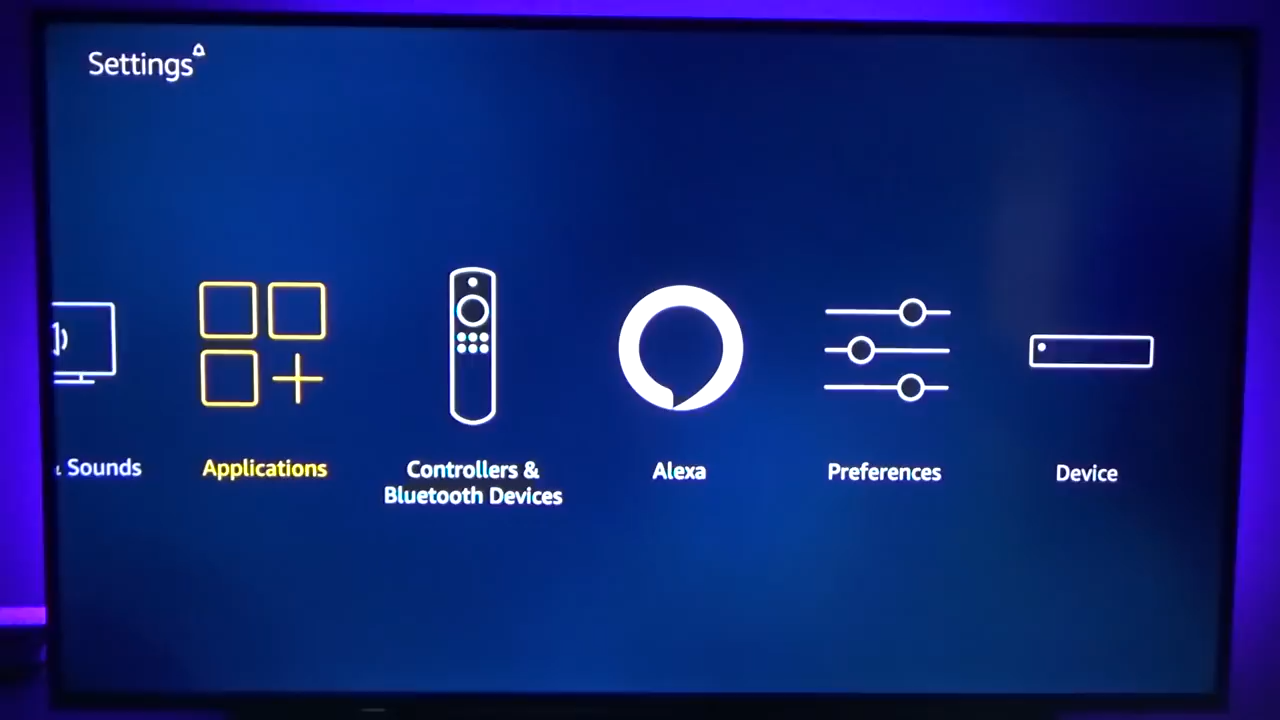 Settings
Sounds
Applications
Controllers &
Bluetooth Devices
Alexa
Preferences
Device